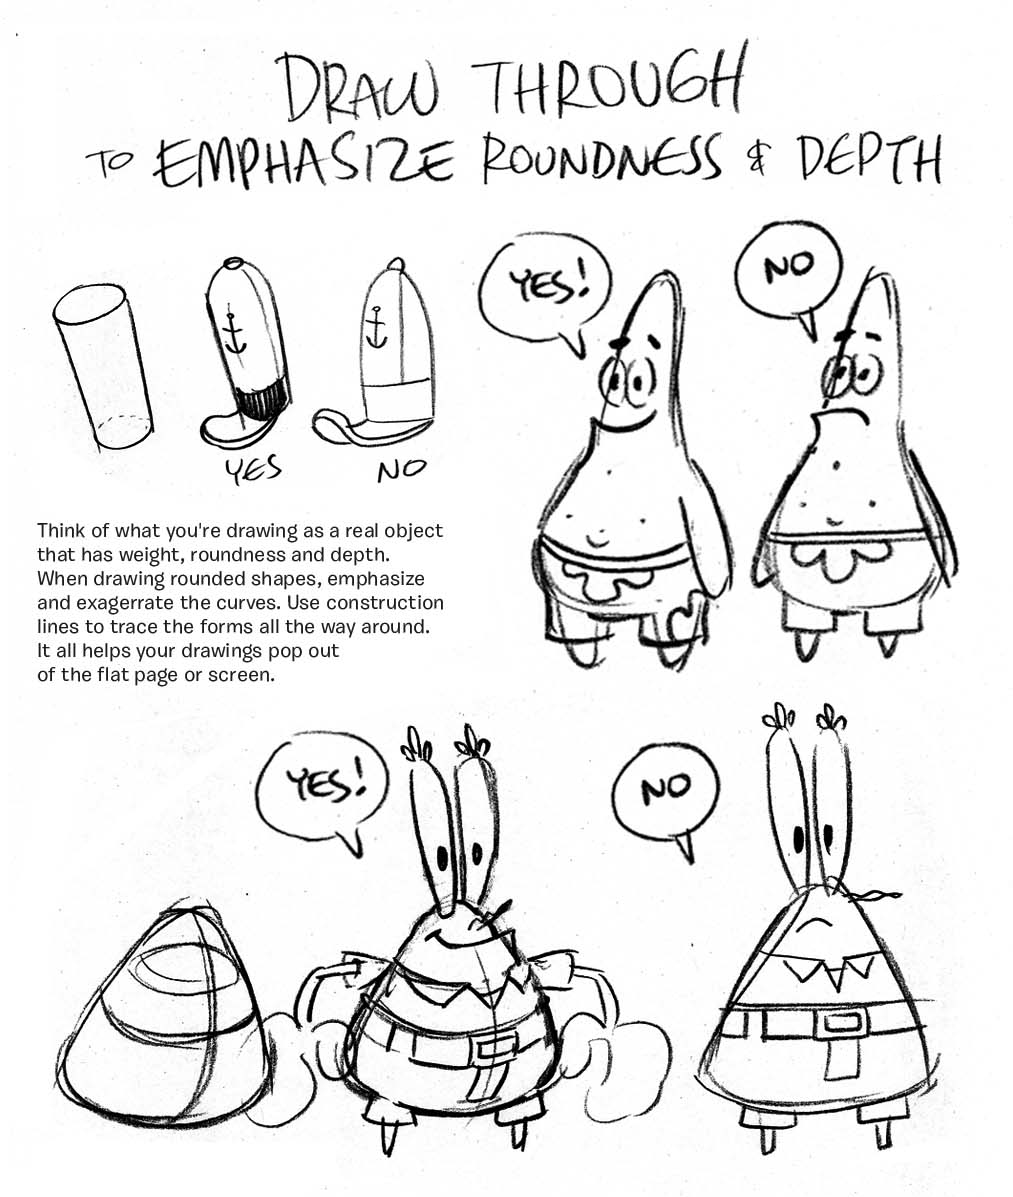 DRAW THROUGH
TO EMPHASIZE ROUNDNESS & DEPTH
YES!
NO
YES
NO
Think of what you're drawing as a real object
that has weight, roundness and depth.
When drawing rounded shapes, emphasize
and exagerrate the curves. Use construction
lines to trace the forms all the way around.
It all helps your drawings pop out
of the flat page or screen.
YES!
NO